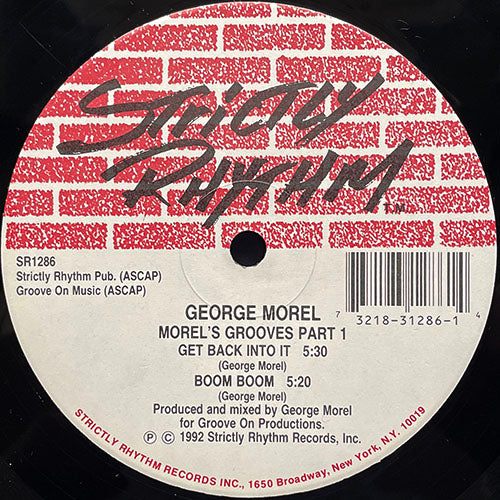 STRICTLY
RHYTHM
T.M.
SR1286
Strictly Rhythm Pub. (ASCAP)
Groove On Music (ASCAP)
7 3218-31286-1 4
GEORGE MOREL
MOREL'S GROOVES PART 1
GET BACK INTO IT 5:30
(George Morel)
BOOM BOOM 5:20
(George Morel)
Produced and mixed by George Morel
for Groove On Productions.
Ⓟ © 1992 Strictly Rhythm Records, Inc.
STRICTLY RHYTHM RECORDS INC., 1650 Broadway, New York, N.Y. 10019